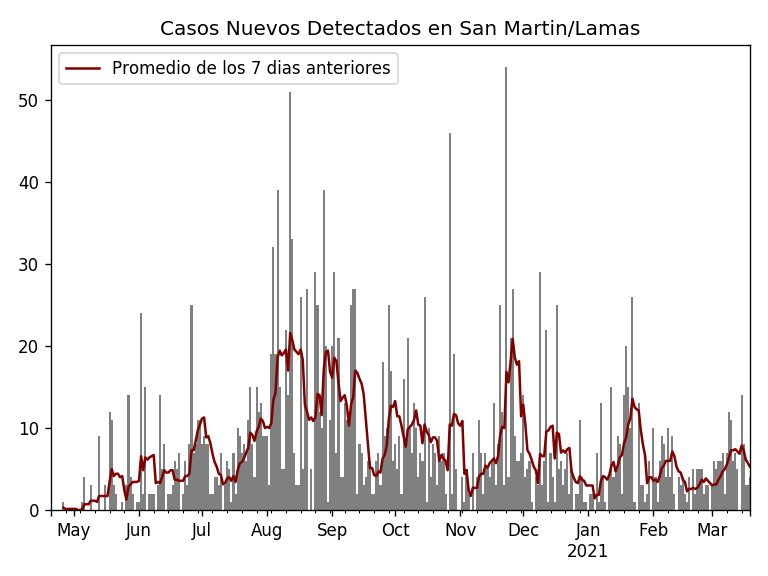 Casos Nuevos Detectados en San Martin/Lamas
Promedio de los 7 dias anteriores
50
40
30
20
10
0
May Jun Jul Aug Sep Oct Nov Dec Jan Feb Mar
2021